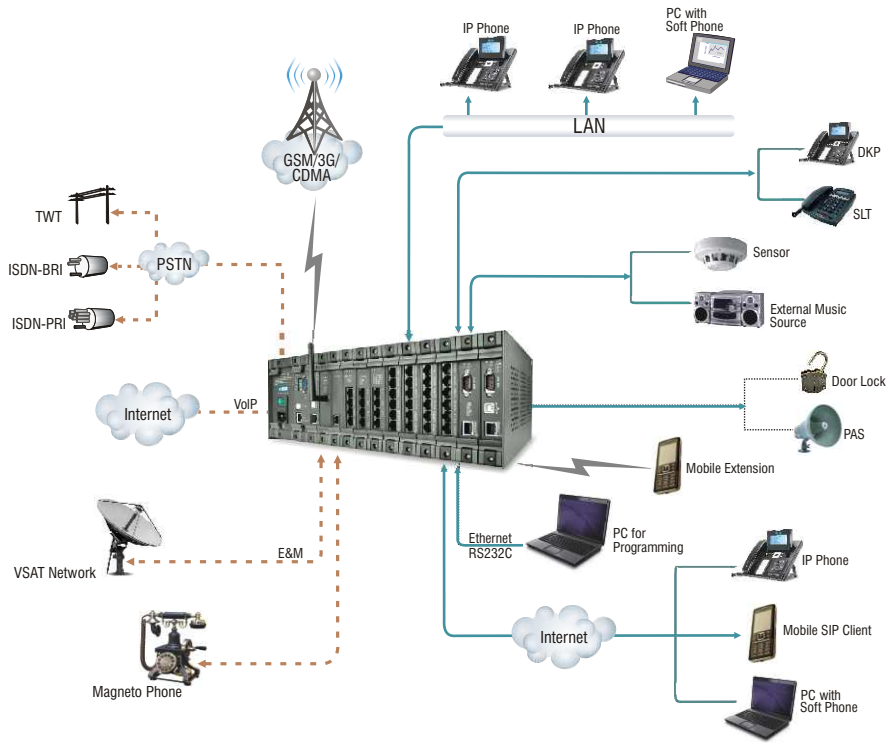 PC with
Soft Phone
IP Phone
IP Phone
LAN
GSM/3G/
CDMA
DKP
SLT
TWT
PSTN
ISDN-BRI
ISDN-PRI
Sensor
External Music
Source
Internet
VoIP
Door Lock
PAS
Mobile Extension
Ethernet
RS232C
PC for
Programming
E&M
VSAT Network
IP Phone
Internet
Mobile SIP Client
Magneto Phone
PC with
Soft Phone